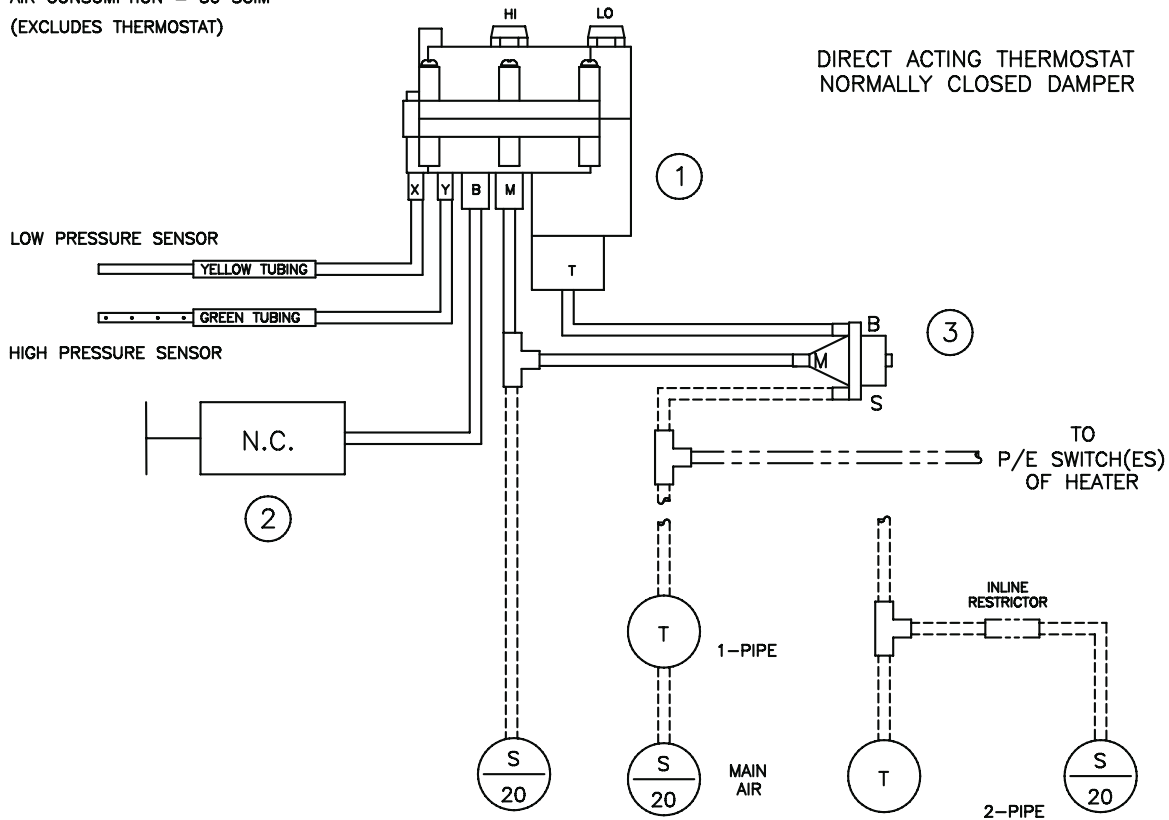 (EXCLUDES THERMOSTAT)
HI
LO
DIRECT ACTING THERMOSTAT
NORMALLY CLOSED DAMPER
1
X
Y
B
M
LOW PRESSURE SENSOR
YELLOW TUBING
T
GREEN TUBING
HIGH PRESSURE SENSOR
B
M
S
3
N.C.
2
TO
P/E SWITCH(ES)
OF HEATER
INLINE
RESTRICTOR
T
1-PIPE
S
20
S
20
MAIN
AIR
T
S
20
2-PIPE